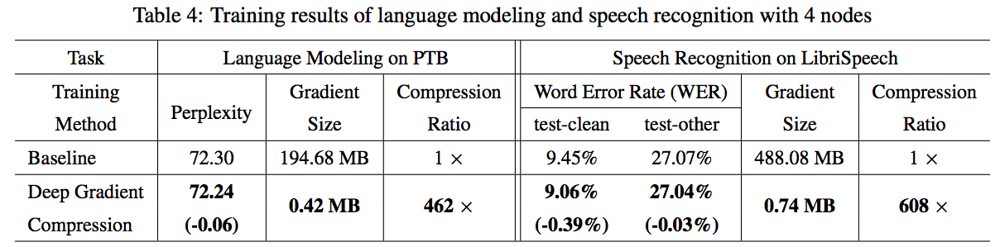 Table 4: Training results of language modeling and speech recognition with 4 nodes
Task Language Modeling on PTB Speech Recognition on LibriSpeech
Training Method Perplexity Gradient Size Compression Ratio Word Error Rate (WER) Gradient Size Compression Ratio
test-clean test-other
Baseline 72.30 194.68 MB 1 × 9.45% 27.07% 488.08 MB 1 ×
Deep Gradient Compression 72.24 (-0.06) 0.42 MB 462 × 9.06% (-0.39%) 27.04% (-0.03%) 0.74 MB 608 ×